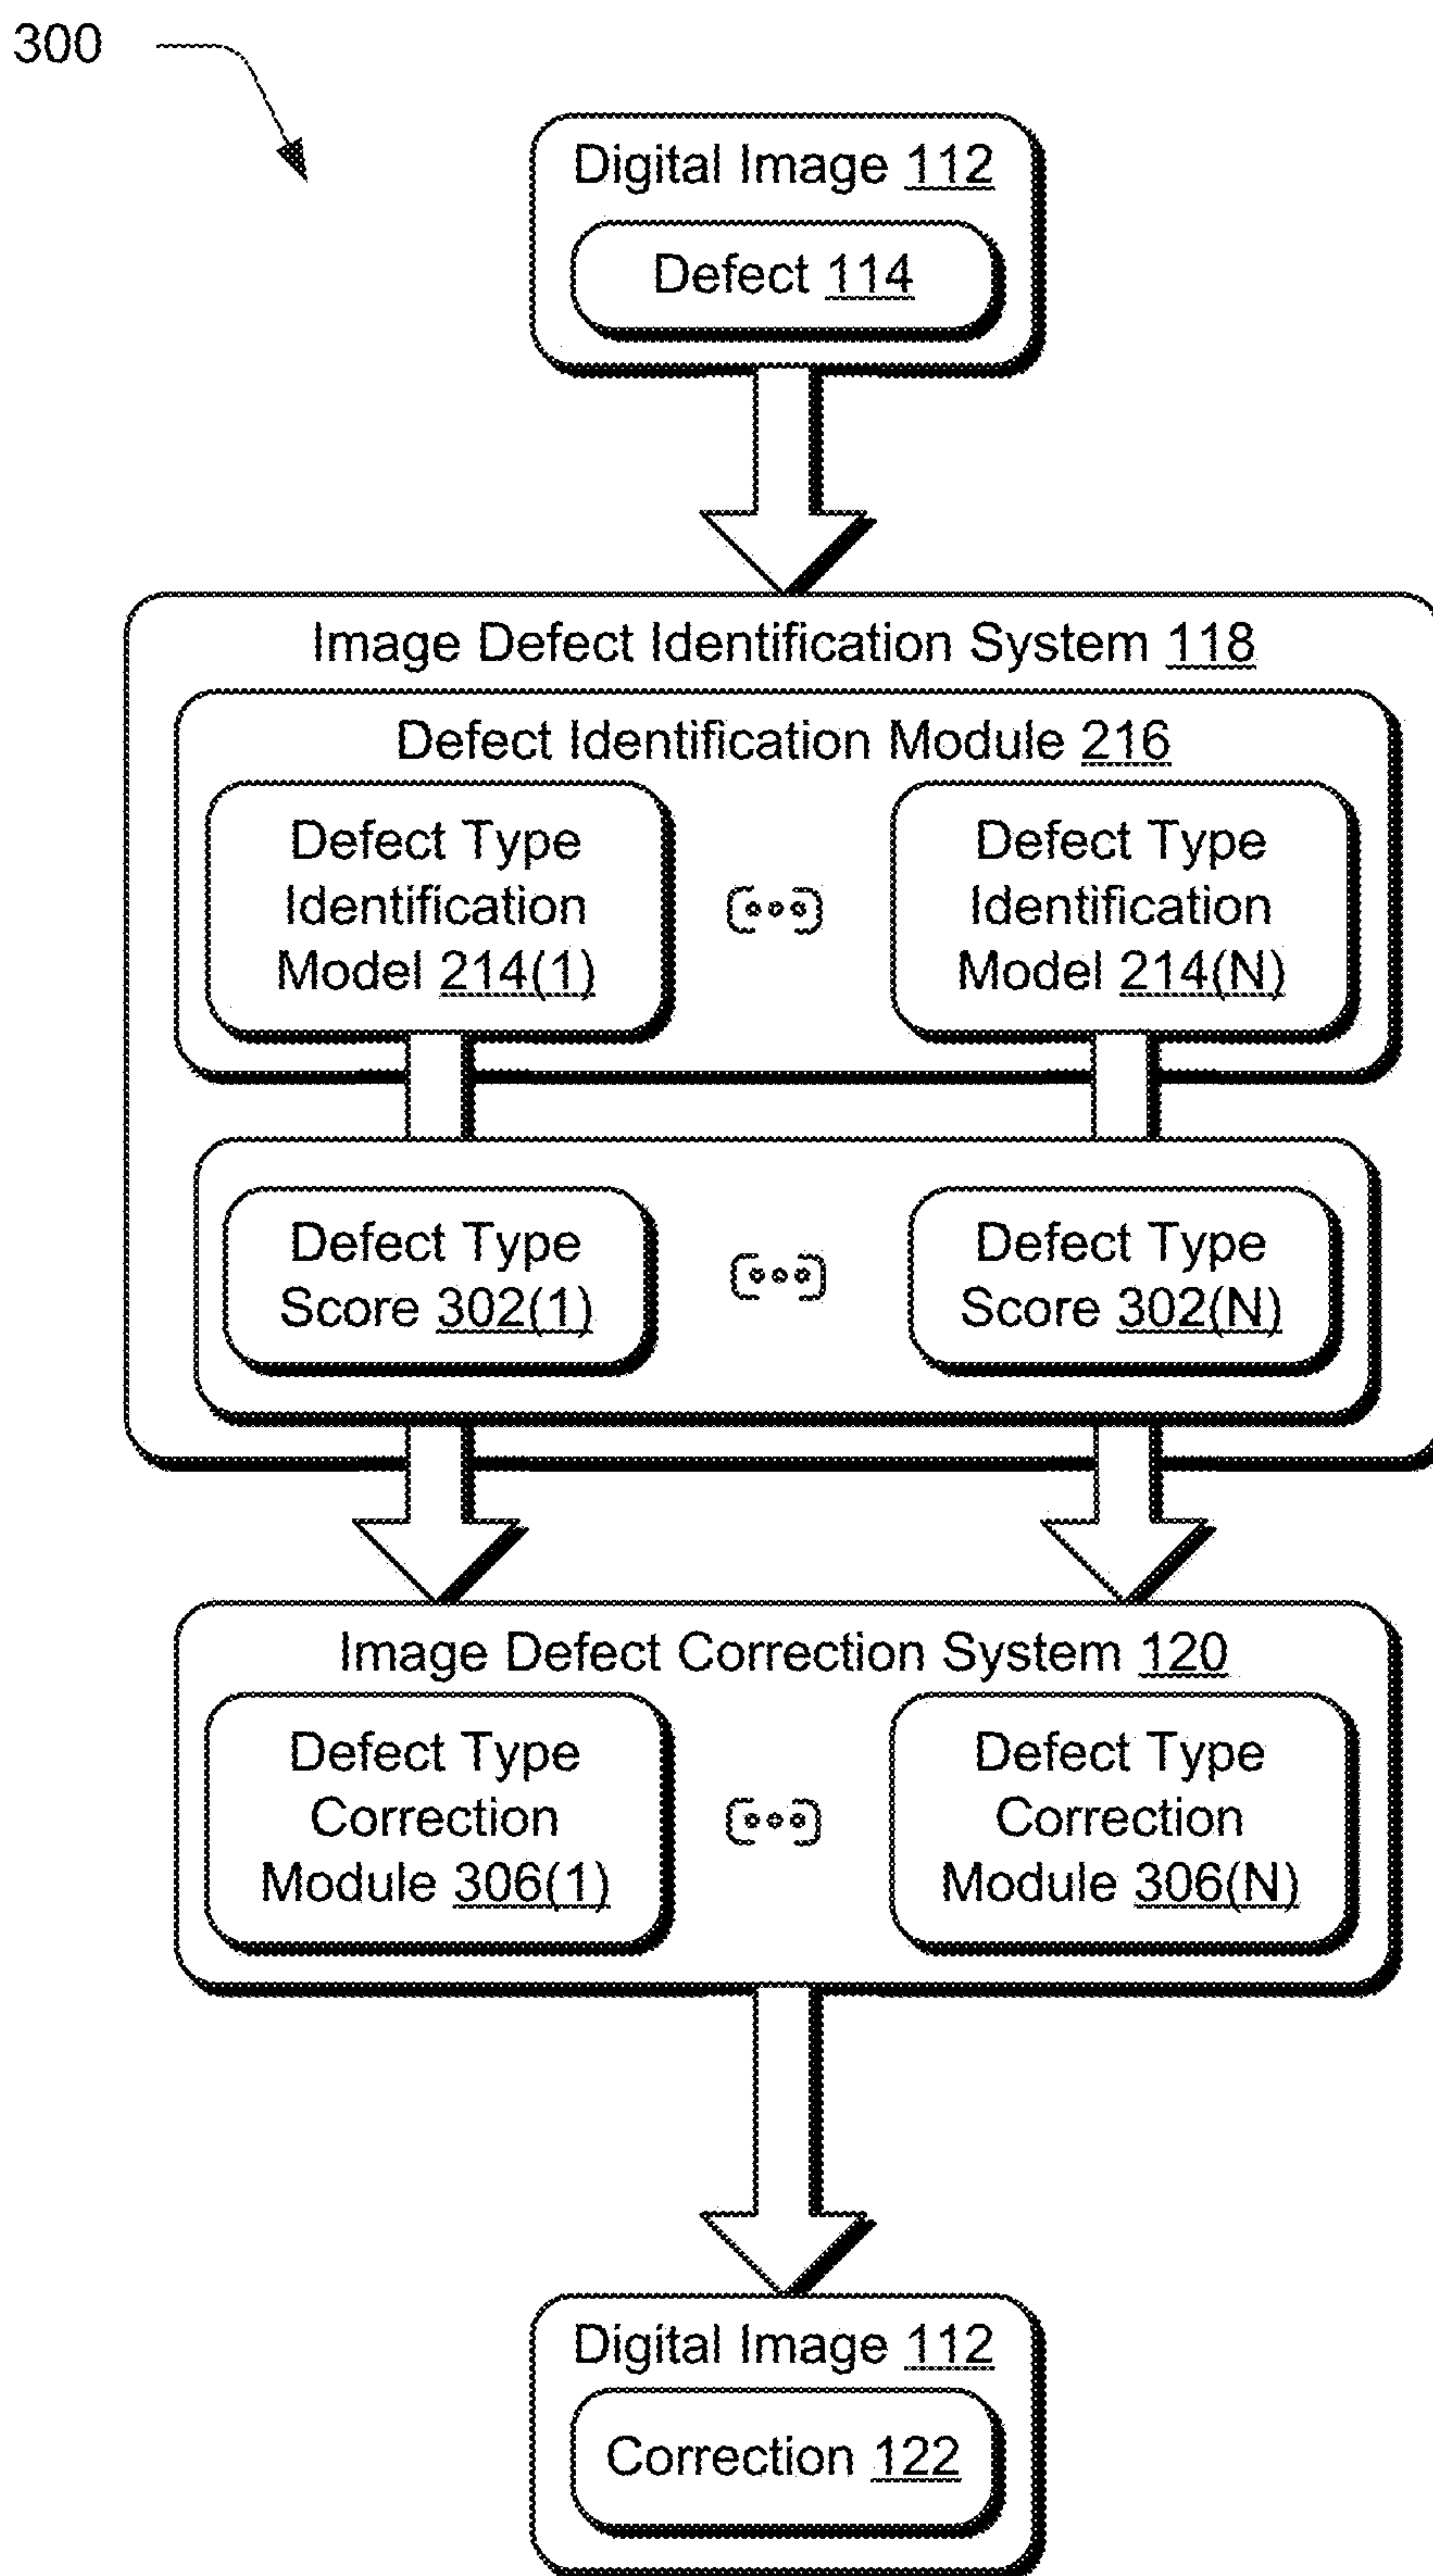 300
Digital Image 112
Defect 114
Image Defect Identification System 118
Defect Identification Module 216
Defect Type
Identification
Model 214(1)
Defect Type
Identification
Model 214(N)
Defect Type
Score 302(1)
Defect Type
Score 302(N)
Image Defect Correction System 120
Defect Type
Correction
Module 306(1)
Defect Type
Correction
Module 306(N)
Digital Image 112
Correction 122